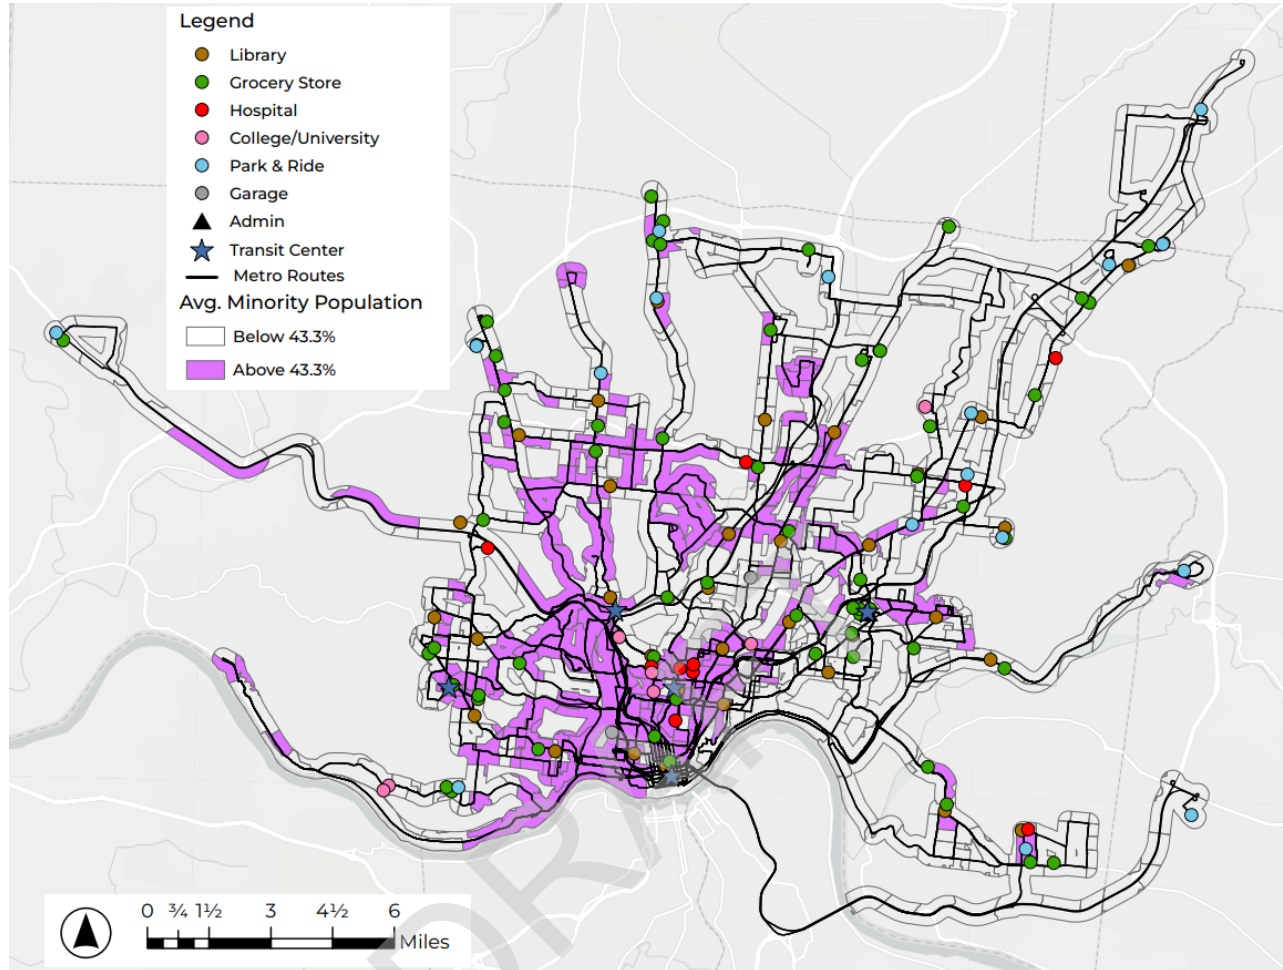 Legend
Library
Grocery Store
Hospital
College/University
Park & Ride
Garage
Admin
Transit Center
Metro Routes
Avg. Minority Population
Below 43.3%
Above 43.3%
0 ¾ 1½ 3 4½ 6
Miles
DRAFT